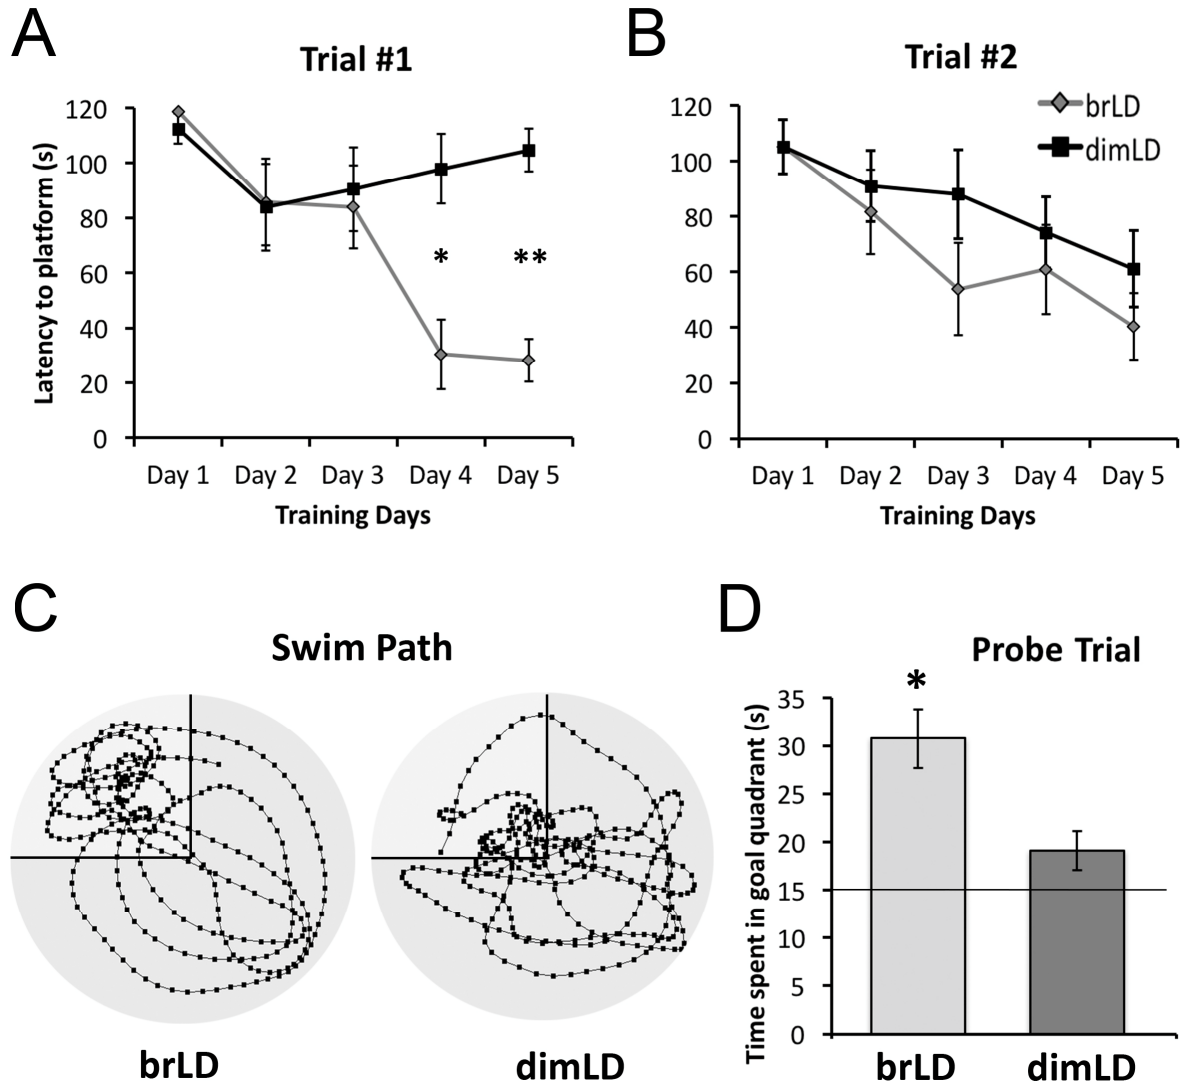 A
Trial #1
Latency to platform (s)
120
100
80
60
40
20
0
*
**
Day 1 Day 2 Day 3 Day 4 Day 5
Training Days
B
Trial #2
brLD
dimLD
120
100
80
60
40
20
0
Day 1 Day 2 Day 3 Day 4 Day 5
Training Days
C
Swim Path
brLD dimLD
D
Probe Trial
*
Time spent in goal quadrant (s)
35
30
25
20
15
10
5
0
brLD dimLD